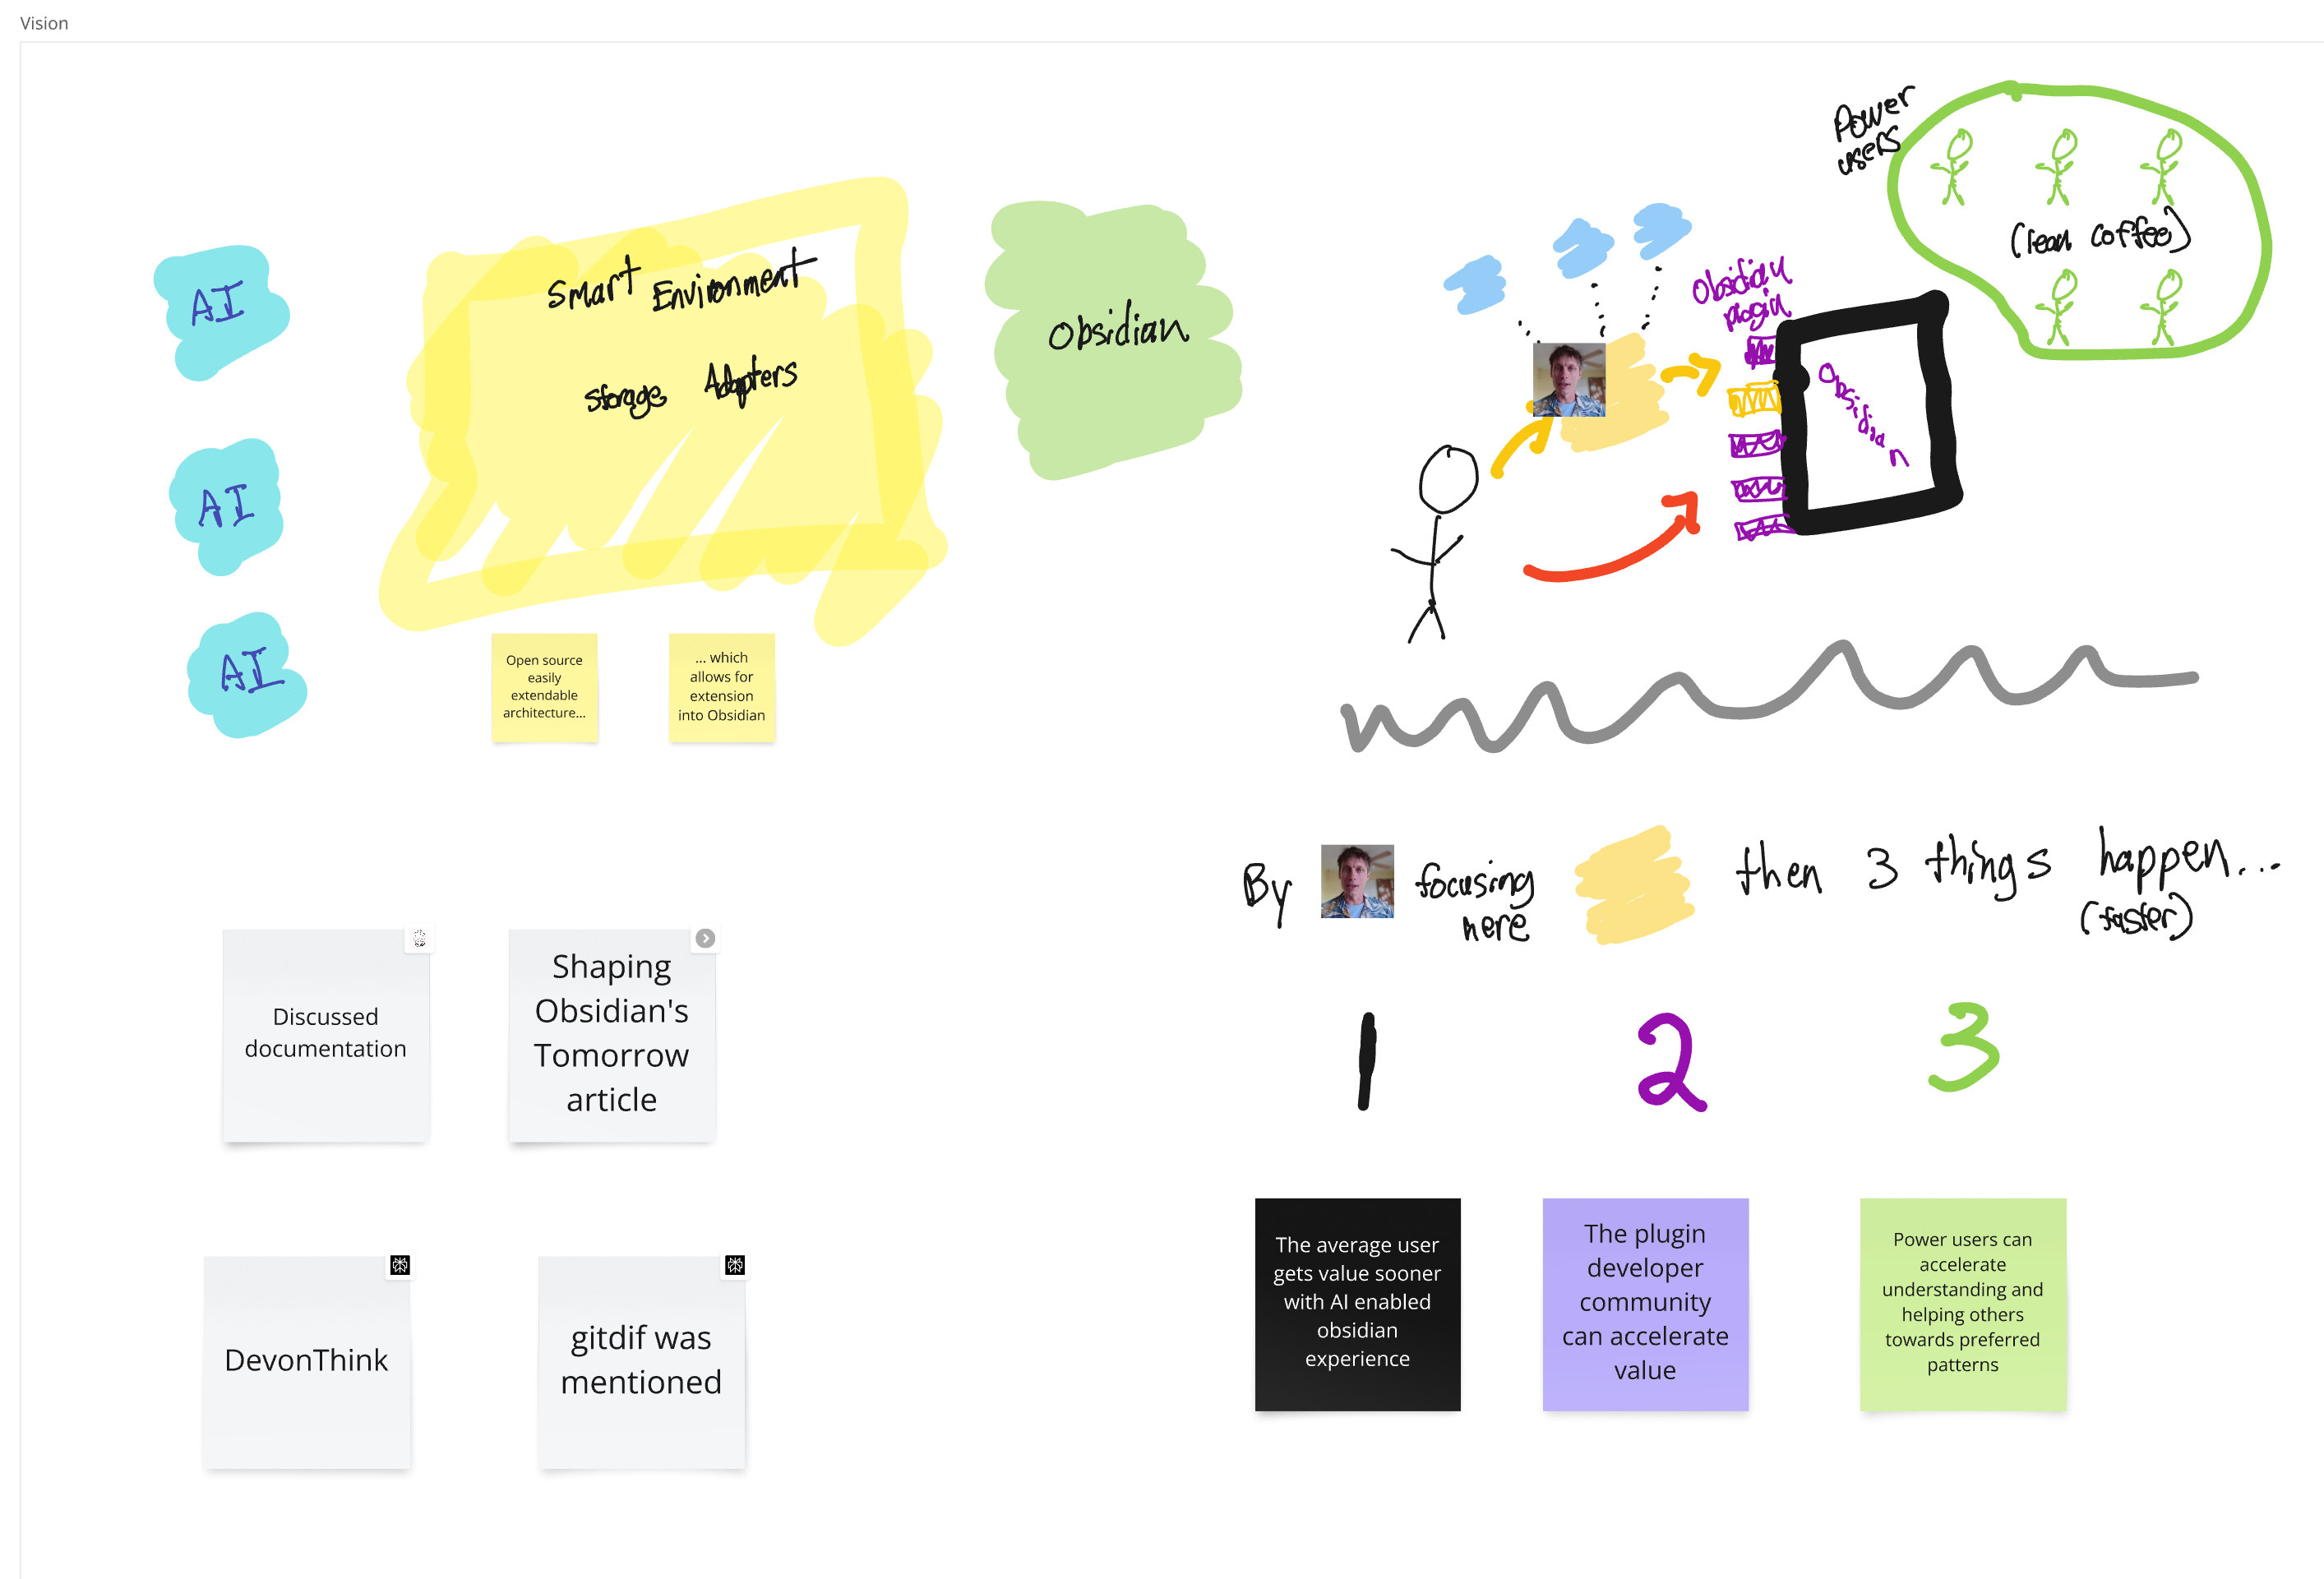 Vision
AI
AI
AI
Smart Environment
Storage Adapters
Open source
easily
extendable
architecture...
... which
allows for
extension
into Obsidian
Obsidian
Power
users
(lean coffee)
Obsidian
plugin
Obsidian
By focusing
here
then 3 things happen...
(faster)
1
2
3
Discussed
documentation
Shaping
Obsidian's
Tomorrow
article
DevonThink
gitdif was
mentioned
The average user
gets value sooner
with AI enabled
obsidian
experience
The plugin
developer
community
can accelerate
value
Power users can
accelerate
understanding and
helping others
towards preferred
patterns